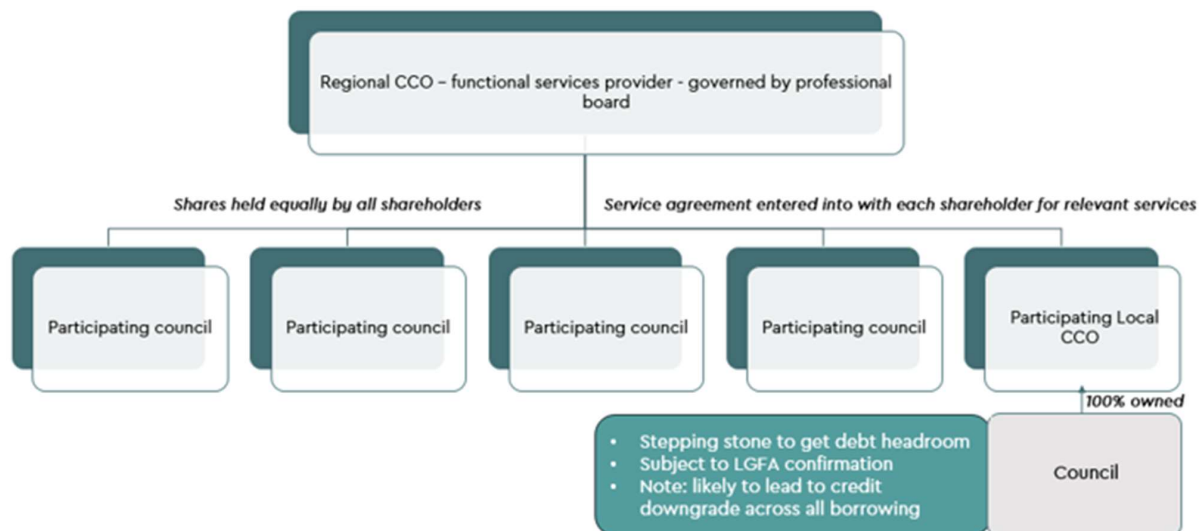 Regional CCO – functional services provider - governed by professional
board
Shares held equally by all shareholders
Service agreement entered into with each shareholder for relevant services
Participating council
Participating council
Participating council
Participating council
Participating Local
CCO
100% owned
• Stepping stone to get debt headroom
• Subject to LGFA confirmation
• Note: likely to lead to credit
downgrade across all borrowing
Council